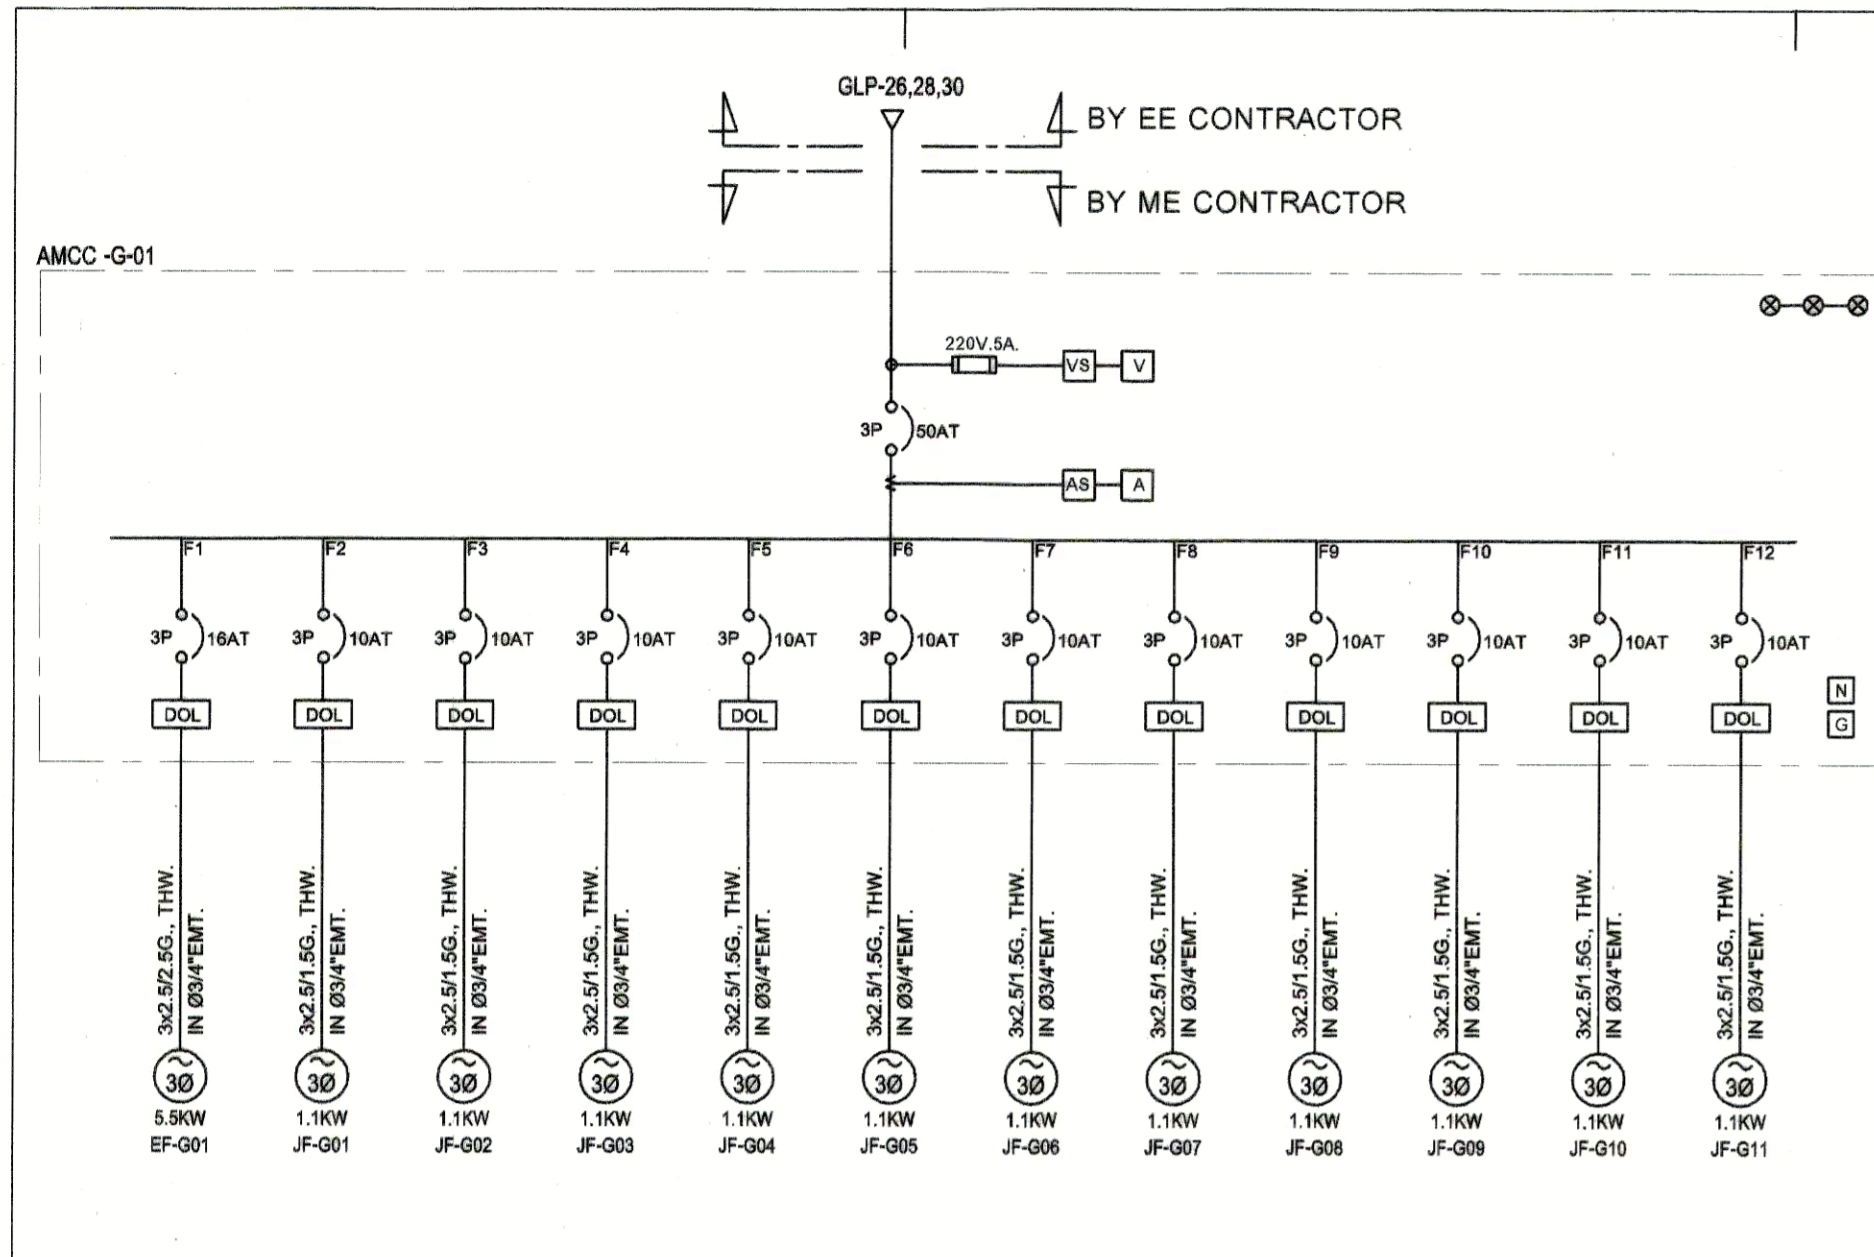 GLP-26,28,30
BY EE CONTRACTOR
BY ME CONTRACTOR
AMCC -G-01
220V.5A.
VS V
3P 50AT
AS A
F1 F2 F3 F4 F5 F6 F7 F8 F9 F10 F11 F12
3P 16AT 3P 10AT 3P 10AT 3P 10AT 3P 10AT 3P 10AT 3P 10AT 3P 10AT 3P 10AT 3P 10AT 3P 10AT 3P 10AT
N
DOL DOL DOL DOL DOL DOL DOL DOL DOL DOL DOL DOL
G
3x2.5/2.5G., THW.
IN Ø3/4"EMT.
3x2.5/1.5G., THW.
IN Ø3/4"EMT.
3x2.5/1.5G., THW.
IN Ø3/4"EMT.
3x2.5/1.5G., THW.
IN Ø3/4"EMT.
3x2.5/1.5G., THW.
IN Ø3/4"EMT.
3x2.5/1.5G., THW.
IN Ø3/4"EMT.
3x2.5/1.5G., THW.
IN Ø3/4"EMT.
3x2.5/1.5G., THW.
IN Ø3/4"EMT.
3x2.5/1.5G., THW.
IN Ø3/4"EMT.
3x2.5/1.5G., THW.
IN Ø3/4"EMT.
3x2.5/1.5G., THW.
IN Ø3/4"EMT.
3x2.5/1.5G., THW.
IN Ø3/4"EMT.
3Ø 3Ø 3Ø 3Ø 3Ø 3Ø 3Ø 3Ø 3Ø 3Ø 3Ø 3Ø
5.5KW 1.1KW 1.1KW 1.1KW 1.1KW 1.1KW 1.1KW 1.1KW 1.1KW 1.1KW 1.1KW 1.1KW
EF-G01 JF-G01 JF-G02 JF-G03 JF-G04 JF-G05 JF-G06 JF-G07 JF-G08 JF-G09 JF-G10 JF-G11